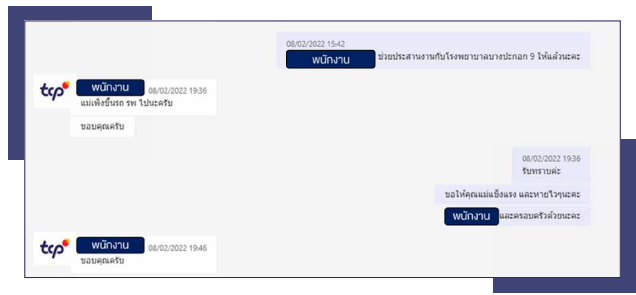 08/02/2022 15:42
พนักงาน ช่วยประสานงานกับโรงพยาบาลบางปะกอก 9 ให้แล้วนะคะ
tcp พนักงาน 08/02/2022 19:36
แม่เพิ่งขึ้นรถ รพ ไปนะครับ
ขอบคุณครับ
08/02/2022 19:36
รับทราบค่ะ
ขอให้คุณแม่แข็งแรง และหายไวๆนะคะ
พนักงาน และครอบครัวด้วยนะคะ
tcp พนักงาน 08/02/2022 19:46
ขอบคุณครับ